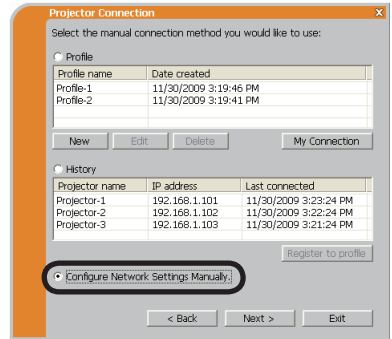 Projector Connection
Select the manual connection method you would like to use:
Profile
Profile name Date created
Profile-1 11/30/2009 3:19:46 PM
Profile-2 11/30/2009 3:19:41 PM
New Edit Delete My Connection
History
Projector name IP address Last connected
Projector-1 192.168.1.101 11/30/2009 3:23:24 PM
Projector-2 192.168.1.102 11/30/2009 3:22:24 PM
Projector-3 192.168.1.103 11/30/2009 3:21:24 PM
Register to profile
Configure Network Settings Manually.
< Back Next > Exit